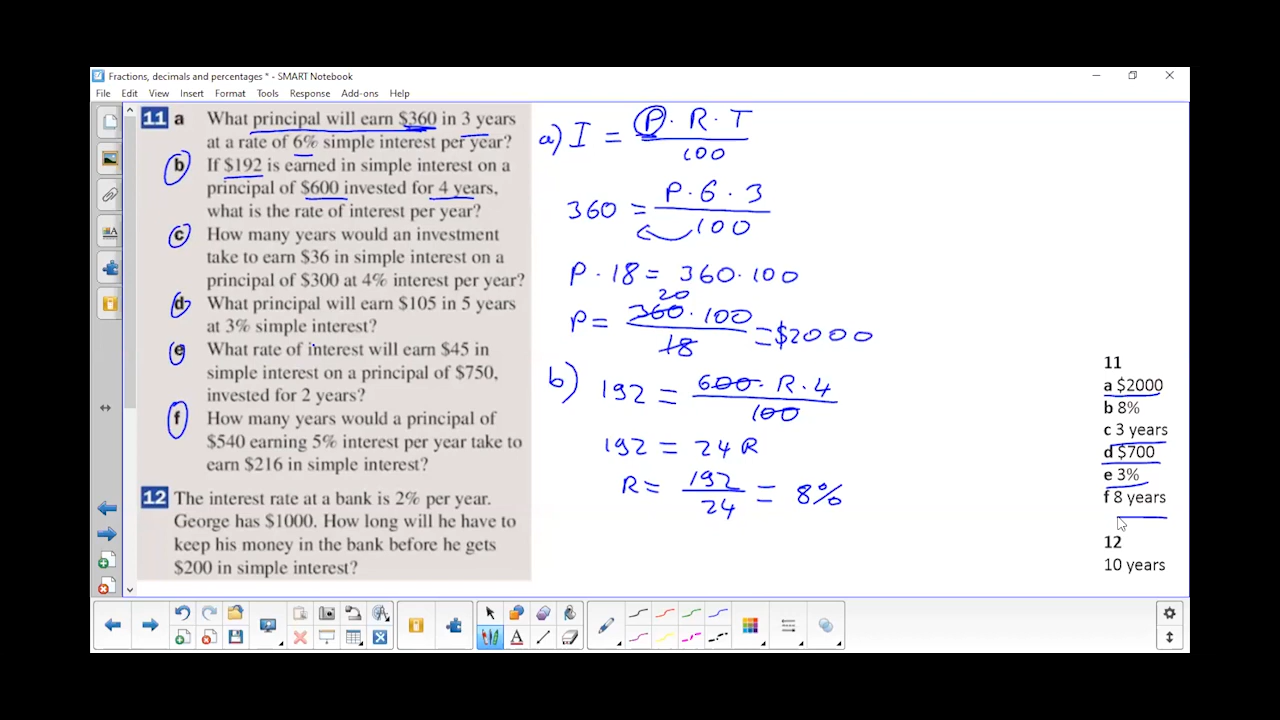 Fractions, decimals and percentages * - SMART Notebook
File Edit View Insert Format Tools Response Add-ons Help
11 a What principal will earn $360 in 3 years
at a rate of 6% simple interest per year?
b If $192 is earned in simple interest on a
principal of $600 invested for 4 years,
what is the rate of interest per year?
c How many years would an investment
take to earn $36 in simple interest on a
principal of $300 at 4% interest per year?
d What principal will earn $105 in 5 years
at 3% simple interest?
e What rate of interest will earn $45 in
simple interest on a principal of $750,
invested for 2 years?
f How many years would a principal of
$540 earning 5% interest per year take to
earn $216 in simple interest?
12 The interest rate at a bank is 2% per year.
George has $1000. How long will he have to
keep his money in the bank before he gets
$200 in simple interest?
a) I = P · R · T
100
360 = P · 6 · 3
100
P · 18 = 360 · 100
20
P = 360 · 100
18
= $2000
b) 192 = 600 · R · 4
100
192 = 24 R
R = 192
24
= 8%
11
a $2000
b 8%
c 3 years
d $700
e 3%
f 8 years
12
10 years
A